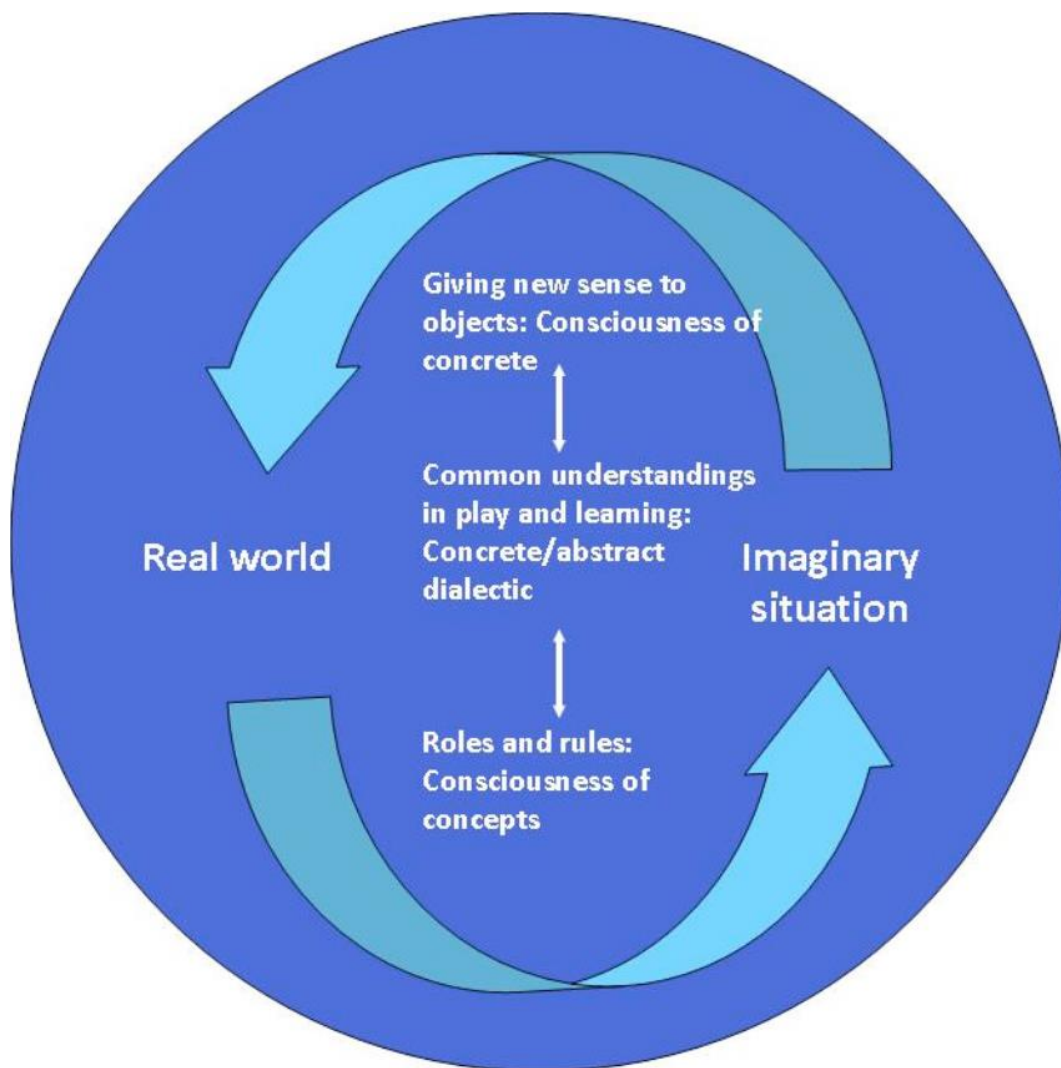 Giving new sense to
objects: Consciousness of
concrete
Common understandings
in play and learning:
Concrete/abstract
dialectic
Real world
Imaginary
situation
Roles and rules:
Consciousness of
concepts